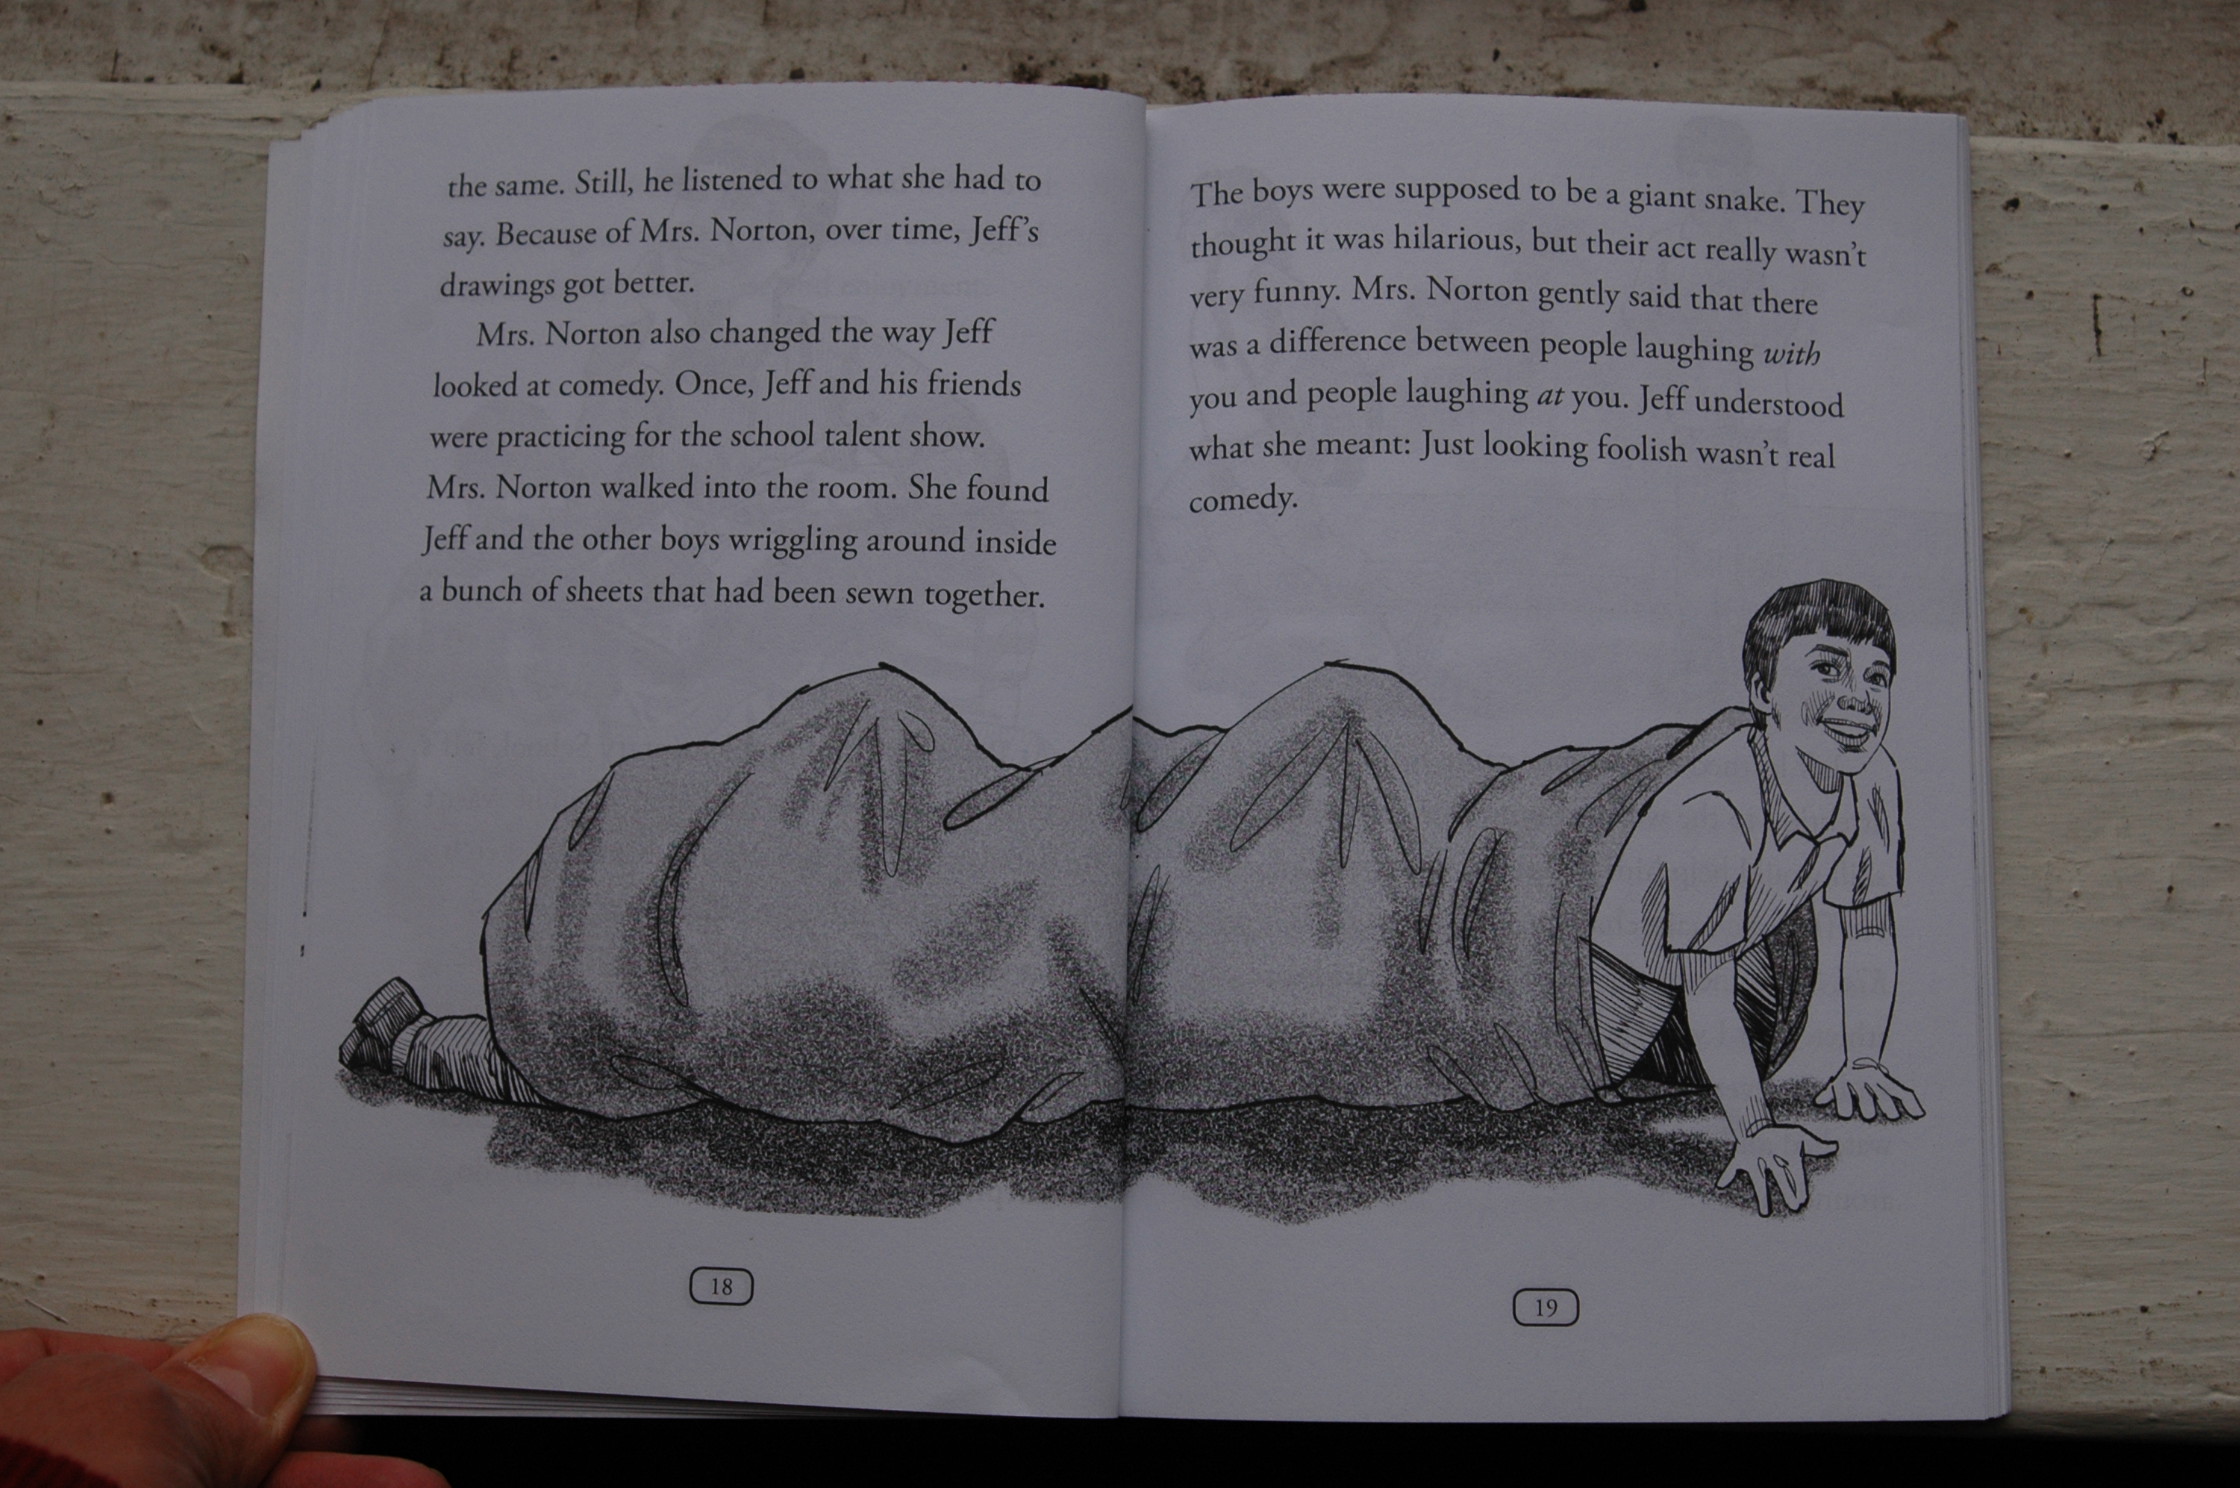 the same. Still, he listened to what she had to
say. Because of Mrs. Norton, over time, Jeff's
drawings got better.
Mrs. Norton also changed the way Jeff
looked at comedy. Once, Jeff and his friends
were practicing for the school talent show.
Mrs. Norton walked into the room. She found
Jeff and the other boys wriggling around inside
a bunch of sheets that had been sewn together.
18
The boys were supposed to be a giant snake. They
thought it was hilarious, but their act really wasn't
very funny. Mrs. Norton gently said that there
was a difference between people laughing with
you and people laughing at you. Jeff understood
what she meant: Just looking foolish wasn't real
comedy.
19